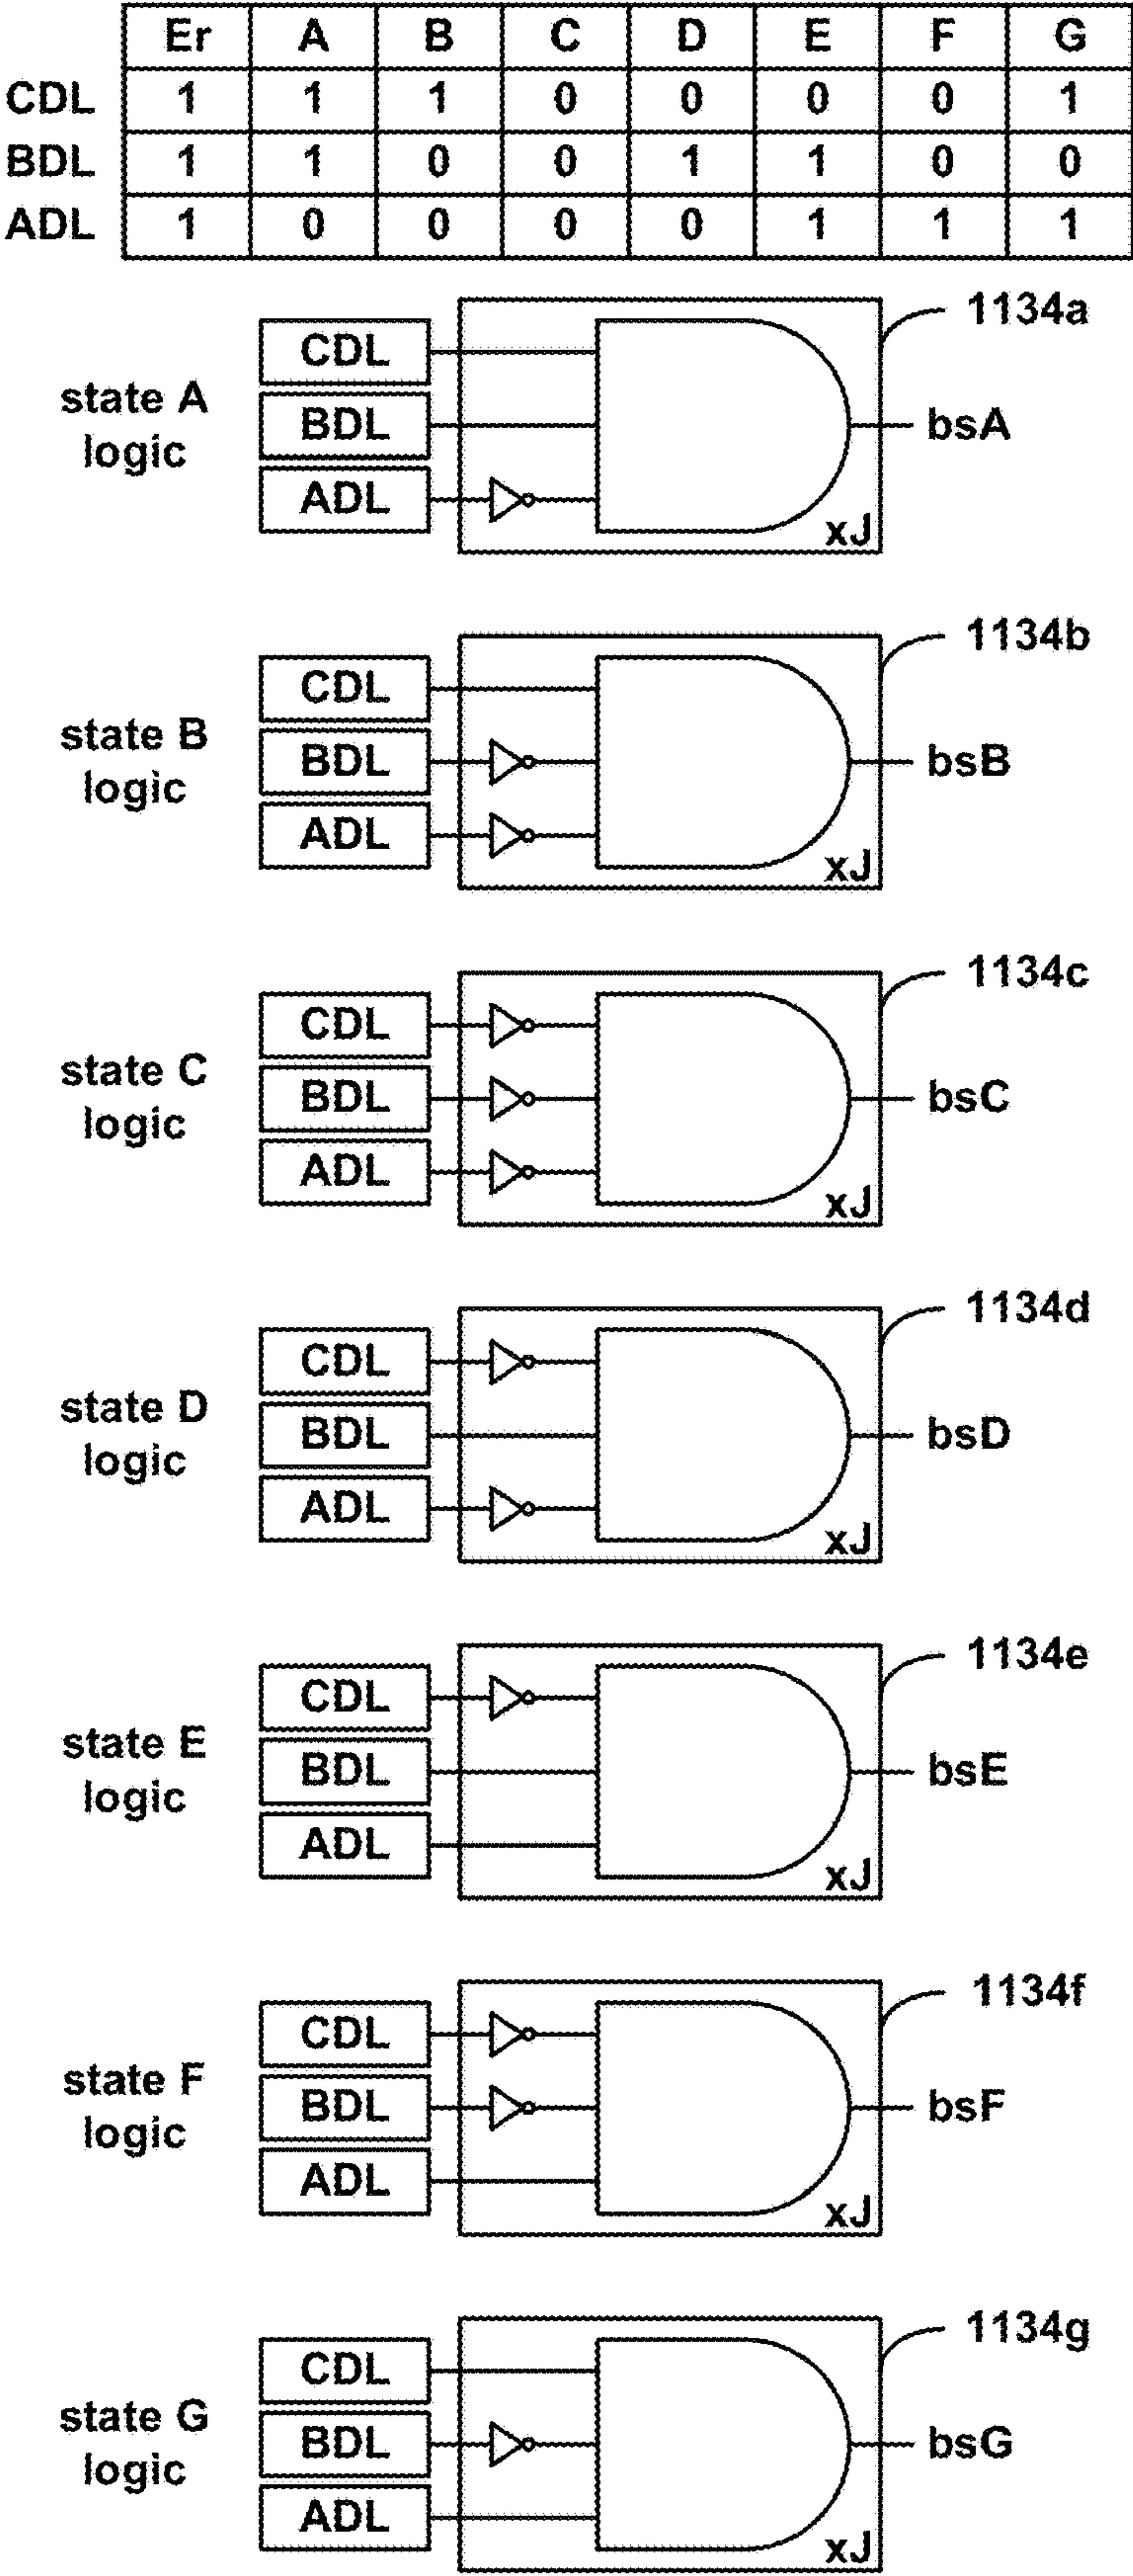 Er A B C D E F G
CDL 1 1 1 0 0 0 0 1
BDL 1 1 0 0 1 1 0 0
ADL 1 0 0 0 0 1 1 1
1134a
state A
logic
CDL
BDL
ADL
bsA
xJ
1134b
state B
logic
CDL
BDL
ADL
bsB
xJ
1134c
state C
logic
CDL
BDL
ADL
bsC
xJ
1134d
state D
logic
CDL
BDL
ADL
bsD
xJ
1134e
state E
logic
CDL
BDL
ADL
bsE
xJ
1134f
state F
logic
CDL
BDL
ADL
bsF
xJ
1134g
state G
logic
CDL
BDL
ADL
bsG
xJ